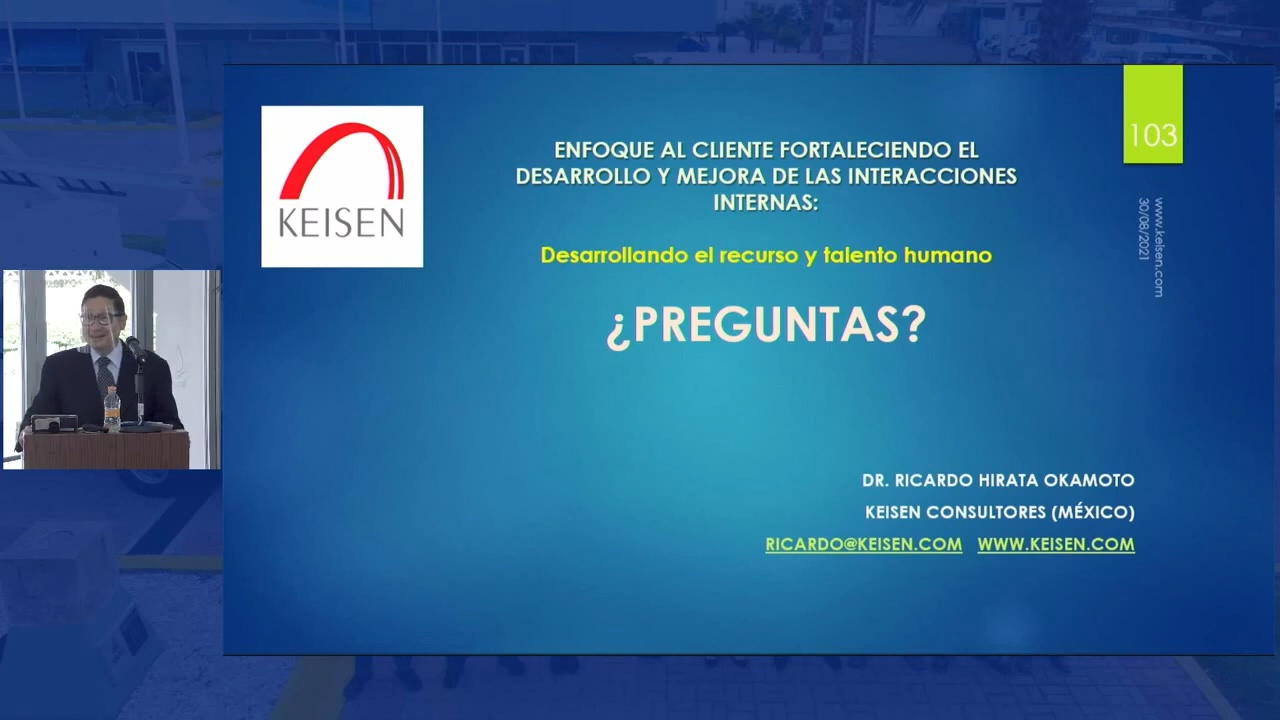 KEISEN
ENFOQUE AL CLIENTE FORTALECIENDO EL
DESARROLLO Y MEJORA DE LAS INTERACCIONES
INTERNAS:
Desarrollando el recurso y talento humano
¿PREGUNTAS?
DR. RICARDO HIRATA OKAMOTO
KEISEN CONSULTORES (MÉXICO)
RICARDO@KEISEN.COM WWW.KEISEN.COM
103
www.keisen.com
30/08/2021